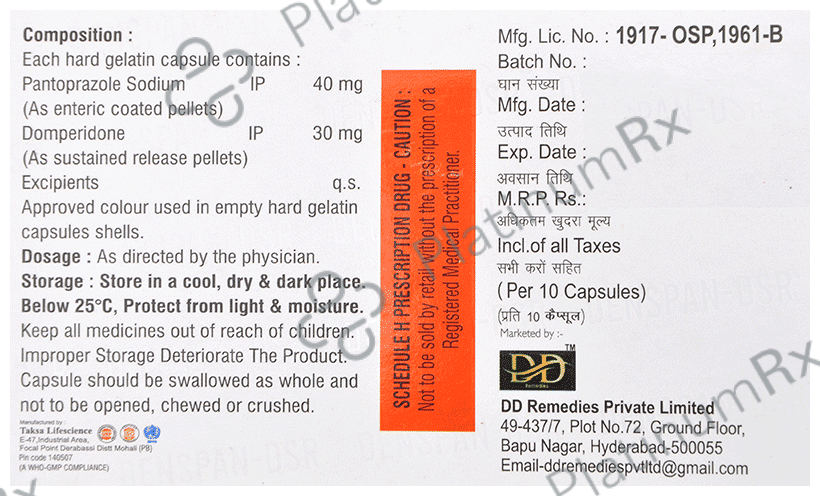 Composition :
Each hard gelatin capsule contains :
Pantoprazole Sodium IP 40 mg
(As enteric coated pellets)
Domperidone IP 30 mg
(As sustained release pellets)
Excipients q.s.
Approved colour used in empty hard gelatin
capsules shells.
Dosage : As directed by the physician.
Storage : Store in a cool, dry & dark place.
Below 25°C, Protect from light & moisture.
Keep all medicines out of reach of children.
Improper Storage Deteriorate The Product.
Capsule should be swallowed as whole and
not to be opened, chewed or crushed.
Manufactured by :
Taksa Lifescience
E-47,Industrial Area,
Focal Point Derabassi Distt Mohali (PB)
Pin code 140507
(A WHO-GMP COMPLIANCE)
SCHEDULE H PRESCRIPTION DRUG - CAUTION :
Not to be sold by retail without the prescription of a
Registered Medical Practitioner.
Mfg. Lic. No. : 1917- OSP,1961-B
Batch No. :
घान संख्या
Mfg. Date :
उत्पाद तिथि
Exp. Date :
अवसान तिथि
M.R.P. Rs.:
अधिकतम खुदरा मूल्य
Incl.of all Taxes
सभी करों सहित
(Per 10 Capsules)
(प्रति 10 कैप्सूल)
Marketed by :-
DD TM
REMEDIES
DD Remedies Private Limited
49-437/7, Plot No.72, Ground Floor,
Bapu Nagar, Hyderabad-500055
Email-ddremediespvtltd@gmail.com
PlatinumRx
PlatinumRx
PlatinumRx
PlatinumRx